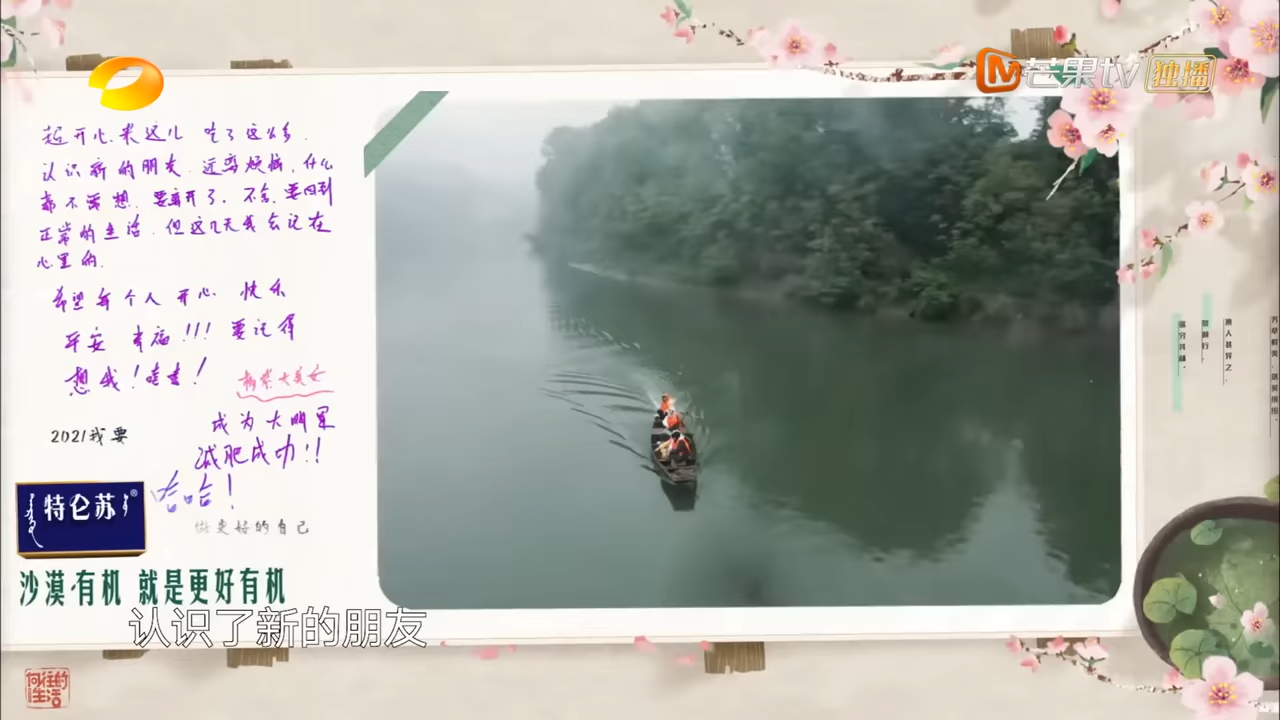 芒果tv 独播
超开心来这儿 吃了这么多.
认识新的朋友.远离烦恼,什么
都不要想.要离开了.不舍.要回到
正常的生活.但这几天我会记在
心里的.
希望每个人开心 快乐
平安 幸福!!!要记得
想我!哇塞!
2021我要
成为大明星
减肥成功!!
哈哈!
做更好的自己
特仑苏®
沙漠·有机 就是更好有机
认识了新的朋友
向往的生活